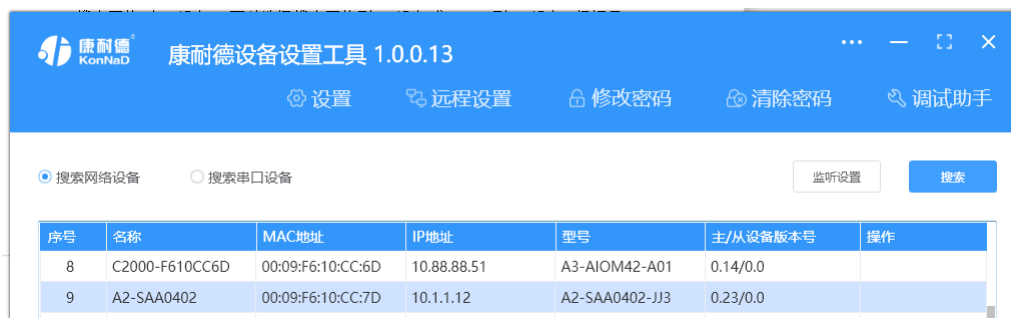 康耐德®
KonNaD
康耐德设备设置工具 1.0.0.13
设置 远程设置 修改密码 清除密码 调试助手
搜索网络设备 搜索串口设备 监听设置 搜索
序号 名称 MAC地址 IP地址 型号 主/从设备版本号 操作
8 C2000-F610CC6D 00:09:F6:10:CC:6D 10.88.88.51 A3-AIOM42-A01 0.14/0.0
9 A2-SAA0402 00:09:F6:10:CC:7D 10.1.1.12 A2-SAA0402-JJ3 0.23/0.0